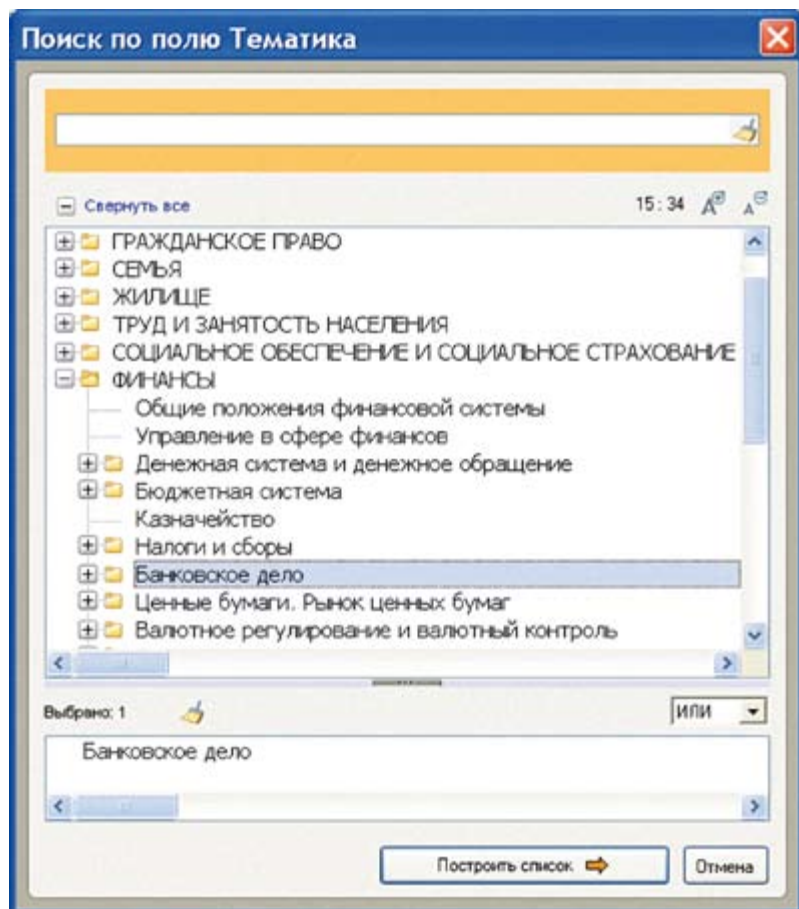 Поиск по полю Тематика
Свернуть все 15:34
ГРАЖДАНСКОЕ ПРАВО
СЕМЬЯ
ЖИЛИЩЕ
ТРУД И ЗАНЯТОСТЬ НАСЕЛЕНИЯ
СОЦИАЛЬНОЕ ОБЕСПЕЧЕНИЕ И СОЦИАЛЬНОЕ СТРАХОВАНИЕ
ФИНАНСЫ
Общие положения финансовой системы
Управление в сфере финансов
Денежная система и денежное обращение
Бюджетная система
Казначейство
Налоги и сборы
Банковское дело
Ценные бумаги. Рынок ценных бумаг
Валютное регулирование и валютный контроль
Выбрано: 1 ИЛИ
Банковское дело
Построить список Отмена